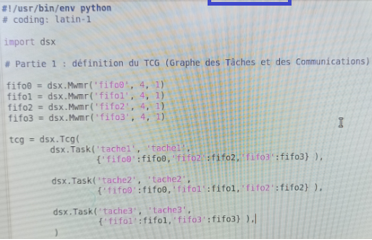 #!/usr/bin/env python
# coding: latin-1
import dsx
# Partie 1 : définition du TCG (Graphe des Tâches et des Communications)
fifo0 = dsx.Mwmr('fifo0', 4, 1)
fifo1 = dsx.Mwmr('fifo1', 4, 1)
fifo2 = dsx.Mwmr('fifo2', 4, 1)
fifo3 = dsx.Mwmr('fifo3', 4, 1)
tcg = dsx.Tcg(
dsx.Task('tache1', 'tache1',
{'fifo0':fifo0,'fifo2':fifo2,'fifo3':fifo3} ),
dsx.Task('tache2', 'tache2',
{'fifo0':fifo0,'fifo1':fifo1,'fifo2':fifo2} ),
dsx.Task('tache3', 'tache3',
{'fifo1':fifo1,'fifo3':fifo3} ),
)